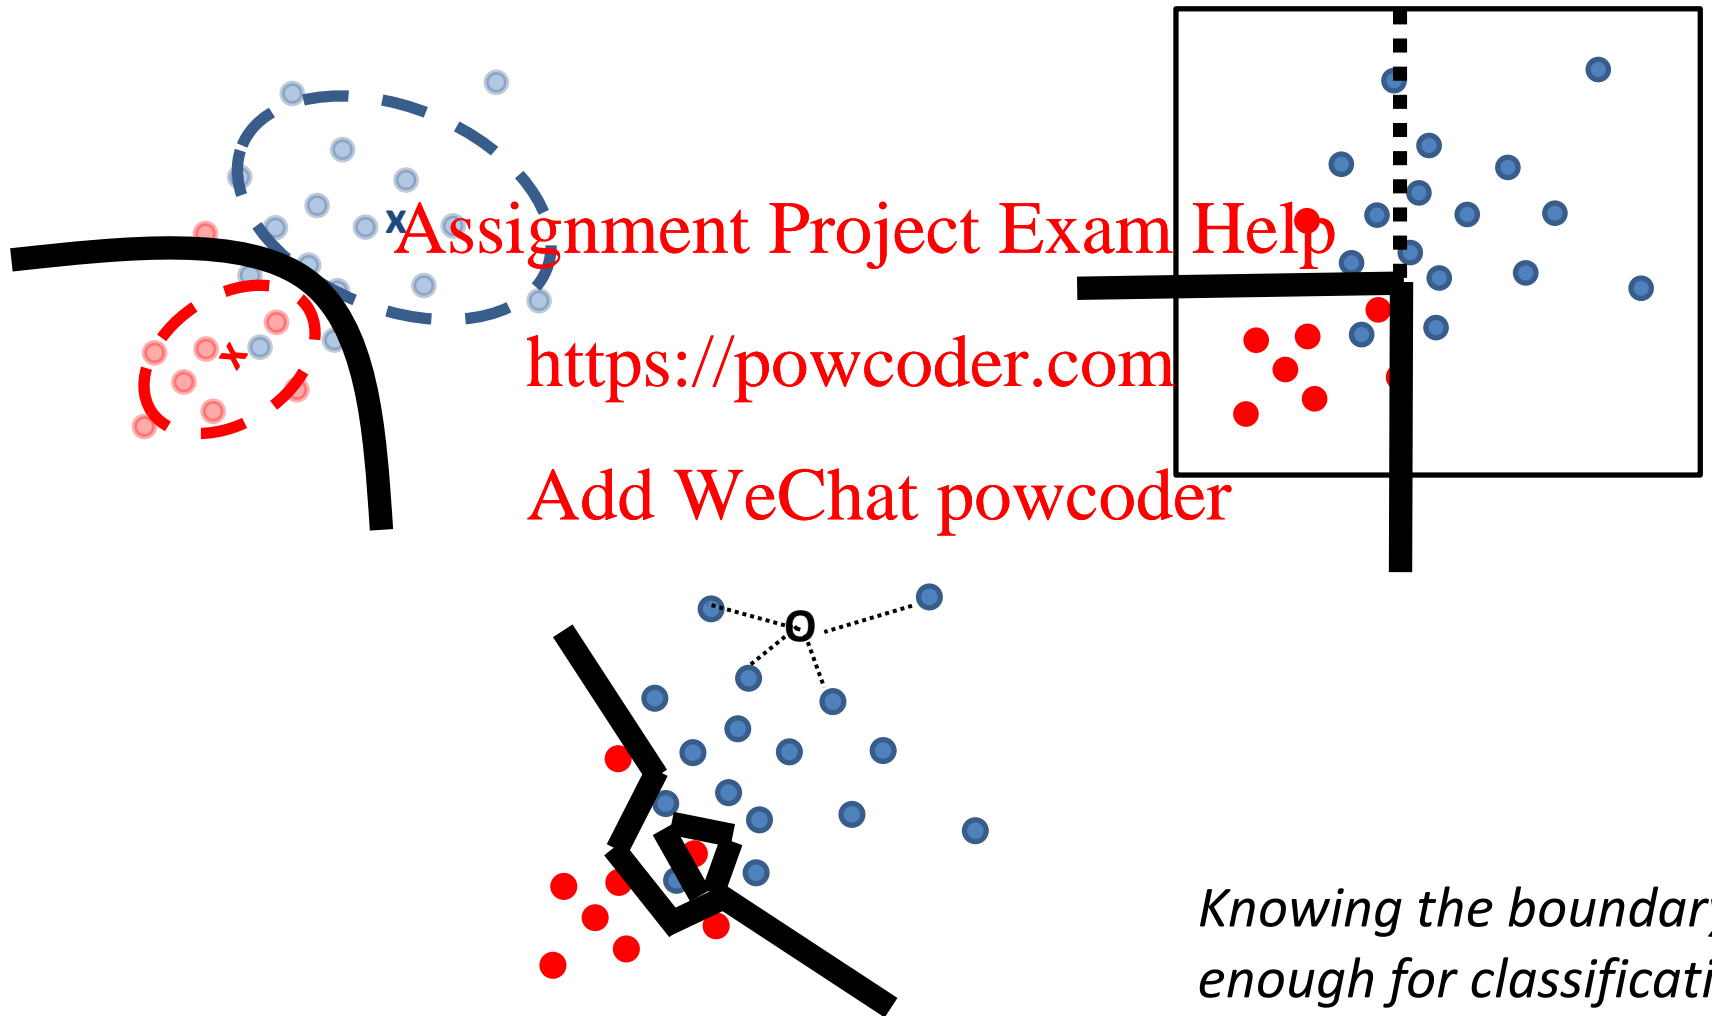 x
Assignment Project Exam Help
x
https://powcoder.com
Add WeChat powcoder
O
Knowing the boundary
enough for classificati